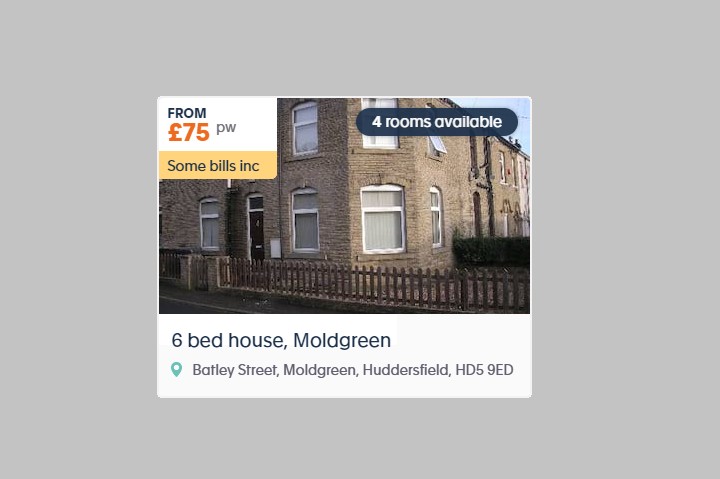 FROM
£75 pw
Some bills inc
4 rooms available
6 bed house, Moldgreen
Batley Street, Moldgreen, Huddersfield, HD5 9ED